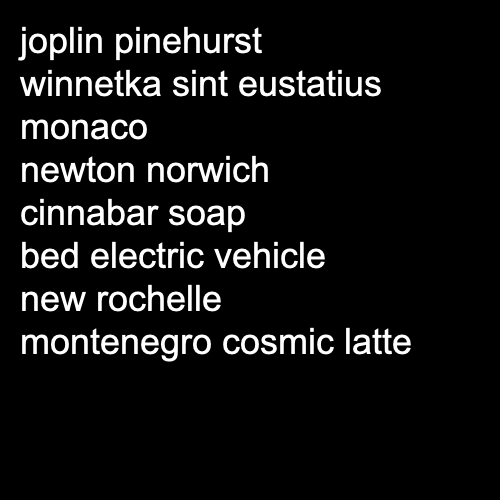 joplin pinehurst
winnetka sint eustatius
monaco
newton norwich
cinnabar soap
bed electric vehicle
new rochelle
montenegro cosmic latte